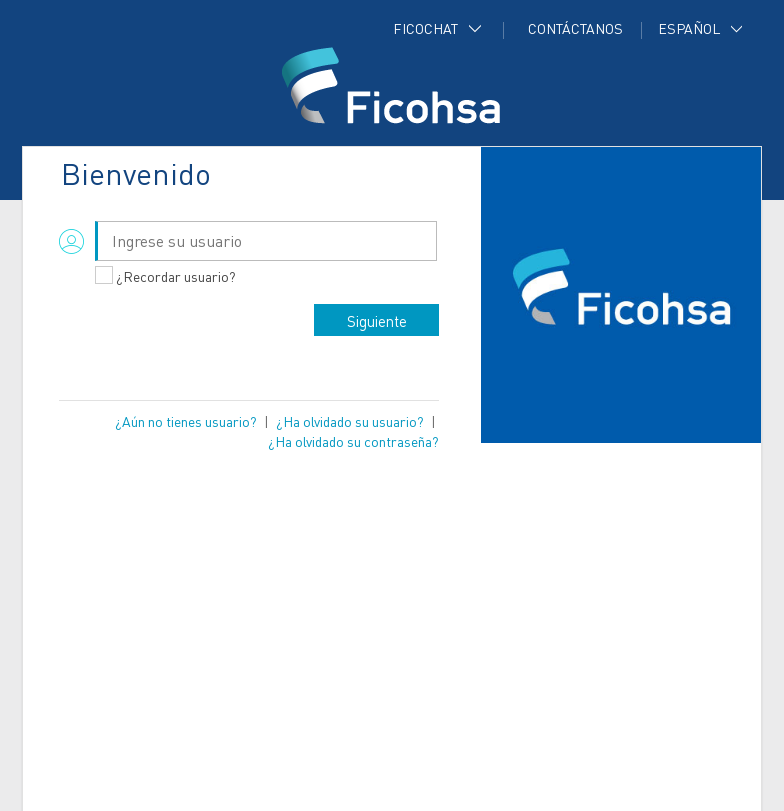 FICOCHAT CONTÁCTANOS ESPAÑOL
Ficohsa
Bienvenido
Ingrese su usuario
¿Recordar usuario?
Siguiente
Ficohsa
¿Aún no tienes usuario? | ¿Ha olvidado su usuario? |
¿Ha olvidado su contraseña?